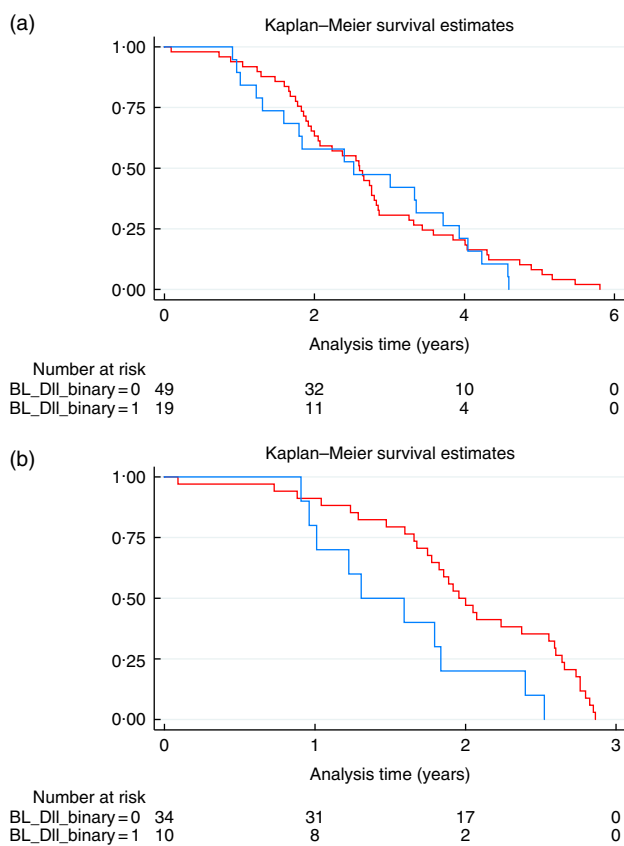 (a)
Kaplan–Meier survival estimates
1·00
0·75
0·50
0·25
0·00
0 2 4 6
Analysis time (years)
Number at risk
BL_Dll_binary = 0 49 32 10 0
BL_Dll_binary = 1 19 11 4 0
(b)
Kaplan–Meier survival estimates
1·00
0·75
0·50
0·25
0·00
0 1 2 3
Analysis time (years)
Number at risk
BL_Dll_binary = 0 34 31 17 0
BL_Dll_binary = 1 10 8 2 0